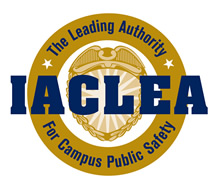 The Leading Authority
IACLEA
For Campus Public Safety